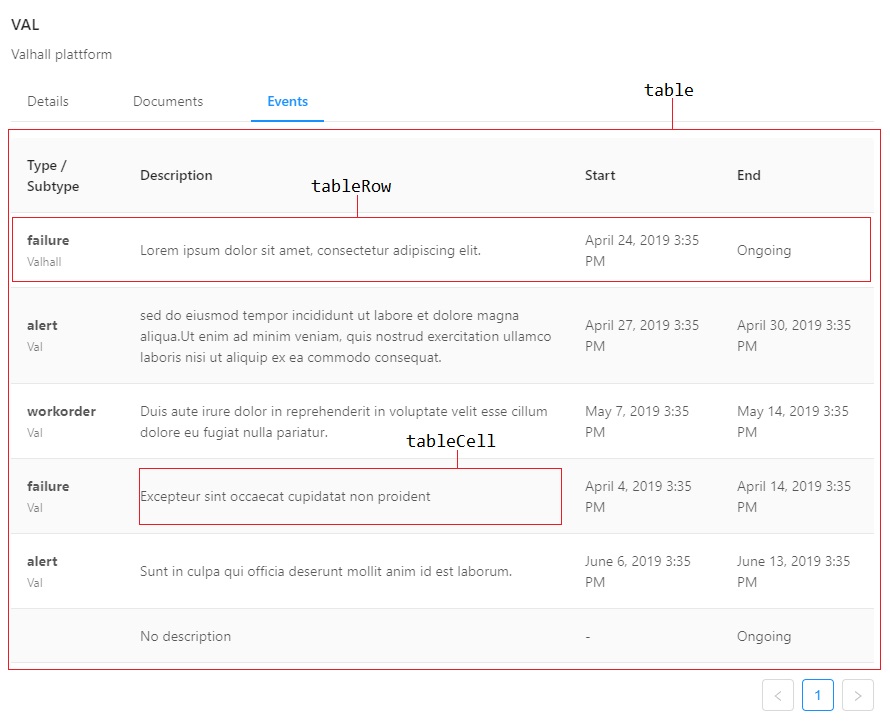 VAL
Valhall plattform
Details Documents Events
table
Type /
Subtype
Description
Start
End
tableRow
failure
Valhall
Lorem ipsum dolor sit amet, consectetur adipiscing elit.
April 24, 2019 3:35
PM
Ongoing
alert
Val
sed do eiusmod tempor incididunt ut labore et dolore magna
aliqua.Ut enim ad minim veniam, quis nostrud exercitation ullamco
laboris nisi ut aliquip ex ea commodo consequat.
April 27, 2019 3:35
PM
April 30, 2019 3:35
PM
workorder
Val
Duis aute irure dolor in reprehenderit in voluptate velit esse cillum
dolore eu fugiat nulla pariatur.
May 7, 2019 3:35
PM
May 14, 2019 3:35
PM
tableCell
failure
Val
Excepteur sint occaecat cupidatat non proident
April 4, 2019 3:35
PM
April 14, 2019 3:35
PM
alert
Val
Sunt in culpa qui officia deserunt mollit anim id est laborum.
June 6, 2019 3:35
PM
June 13, 2019 3:35
PM
No description
-
Ongoing
< 1 >